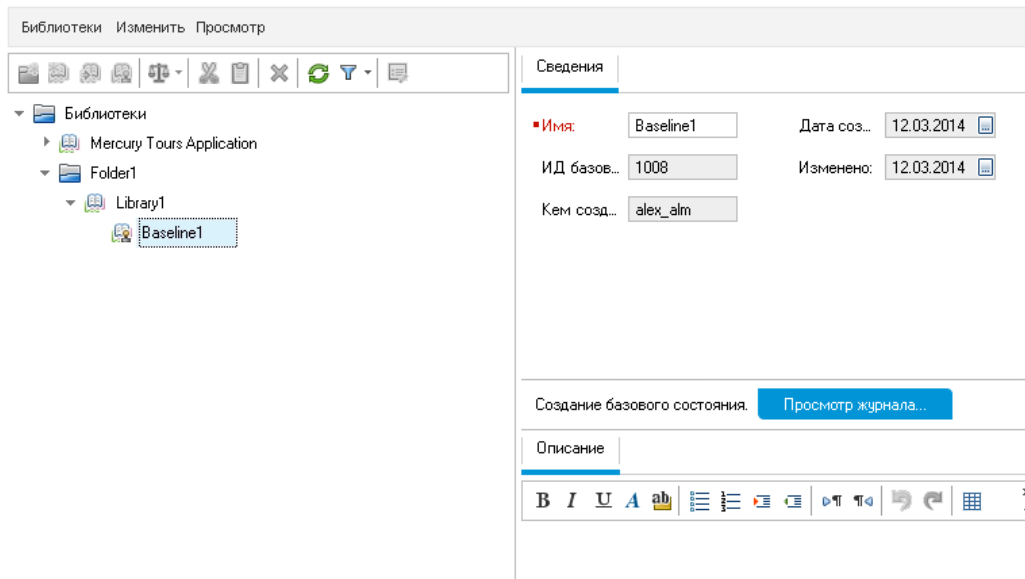 Библиотеки Изменить Просмотр
Сведения
Библиотеки
Mercury Tours Application
Folder1
Library1
Baseline1
Имя: Baseline1 Дата соз... 12.03.2014
ИД базов... 1008 Изменено: 12.03.2014
Кем созд... alex_alm
Создание базового состояния. Просмотр журнала...
Описание
B I U A ab